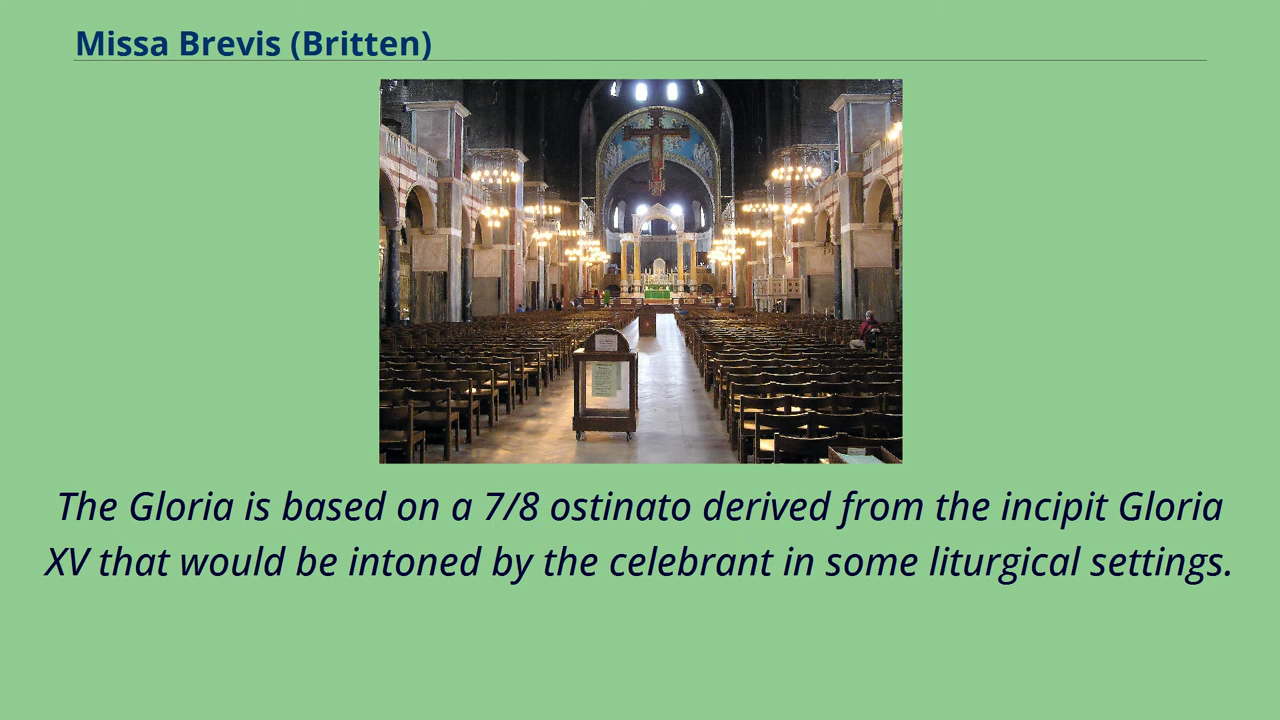 Missa Brevis (Britten)
The Gloria is based on a 7/8 ostinato derived from the incipit Gloria
XV that would be intoned by the celebrant in some liturgical settings.